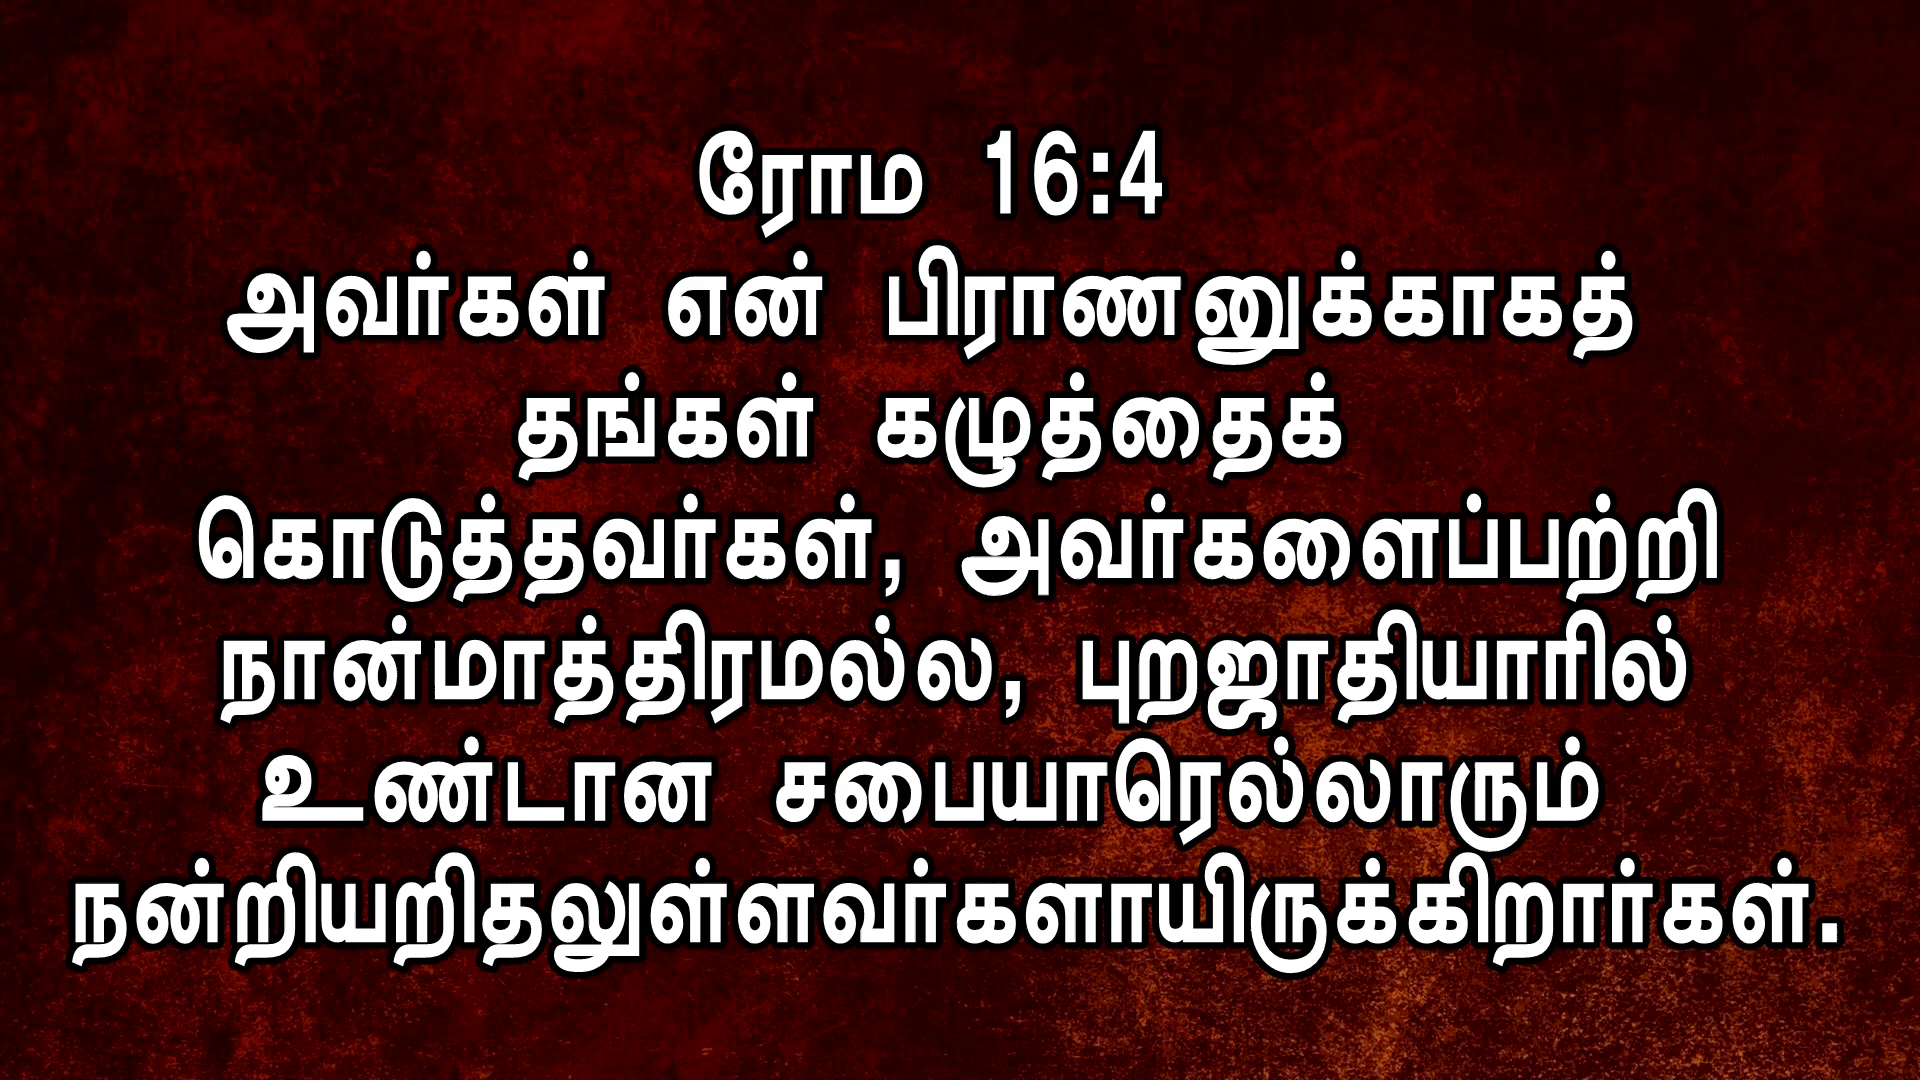 ரோம 16:4
அவர்கள் என் பிராணனுக்காகத்
தங்கள் கழுத்தைக்
கொடுத்தவர்கள், அவர்களைப்பற்றி
நான்மாத்திரமல்ல, புறஜாதியாரில்
உண்டான சபையாரெல்லாரும்
நன்றியறிதலுள்ளவர்களாயிருக்கிறார்கள்.